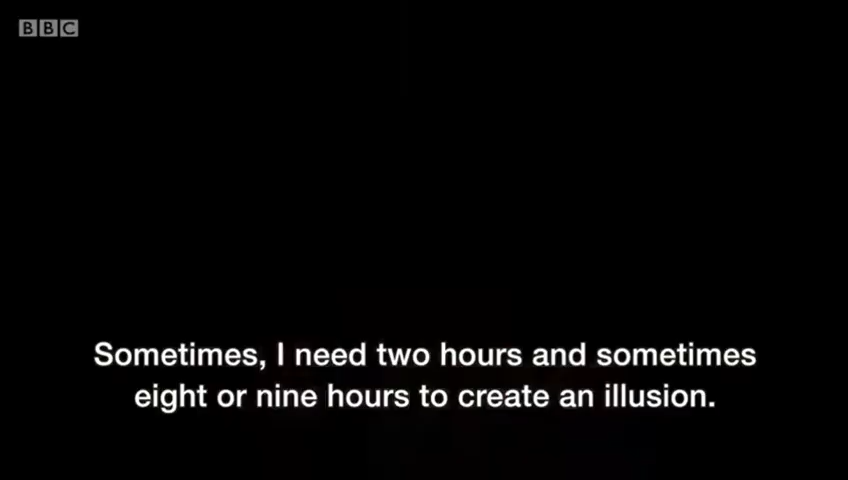 BBC
Sometimes, I need two hours and sometimes
eight or nine hours to create an illusion.